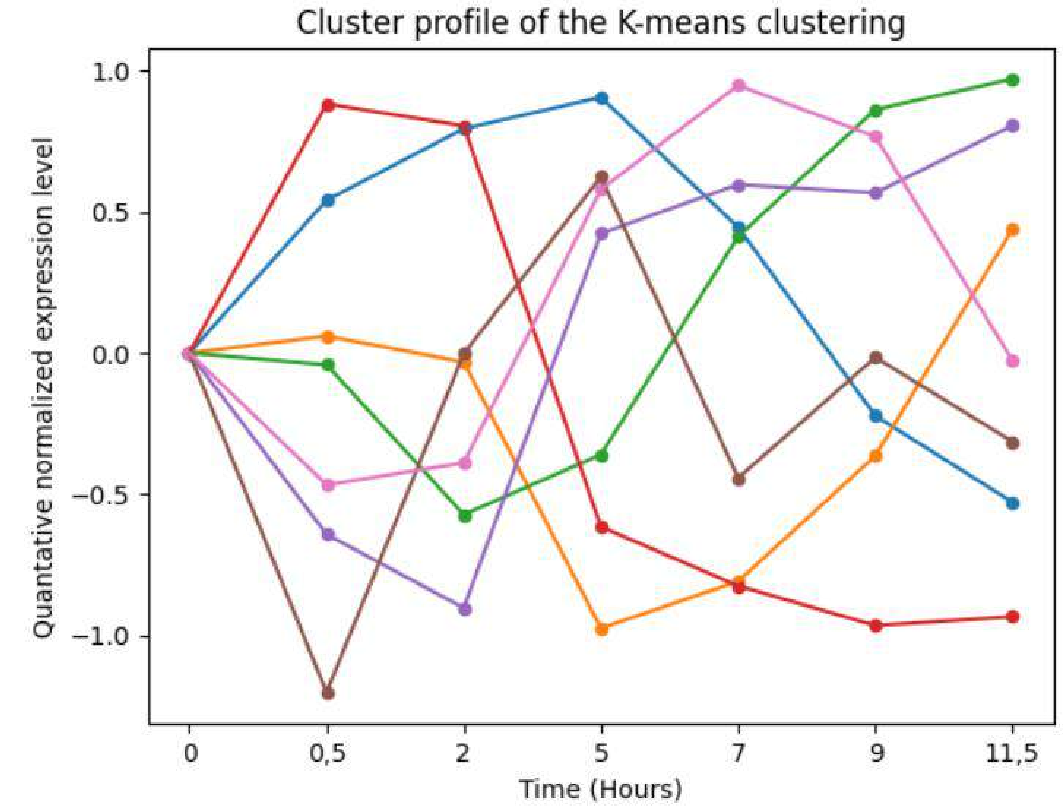 Cluster profile of the K-means clustering
Quantative normalized expression level
1.0
0.5
0.0
−0.5
−1.0
0 0,5 2 5 7 9 11,5
Time (Hours)